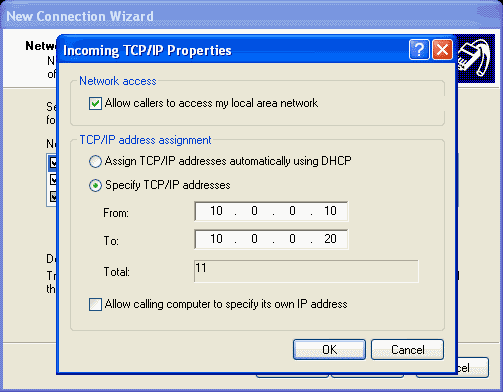 New Connection Wizard
Netw
N
of
Incoming TCP/IP Properties
Network access
Allow callers to access my local area network
Se
fo
Ne
TCP/IP address assignment
Assign TCP/IP addresses automatically using DHCP
Specify TCP/IP addresses
From: 10 . 0 . 0 . 10
To: 10 . 0 . 0 . 20
De
Total: 11
Tr
th
Allow calling computer to specify its own IP address
OK Cancel
cel